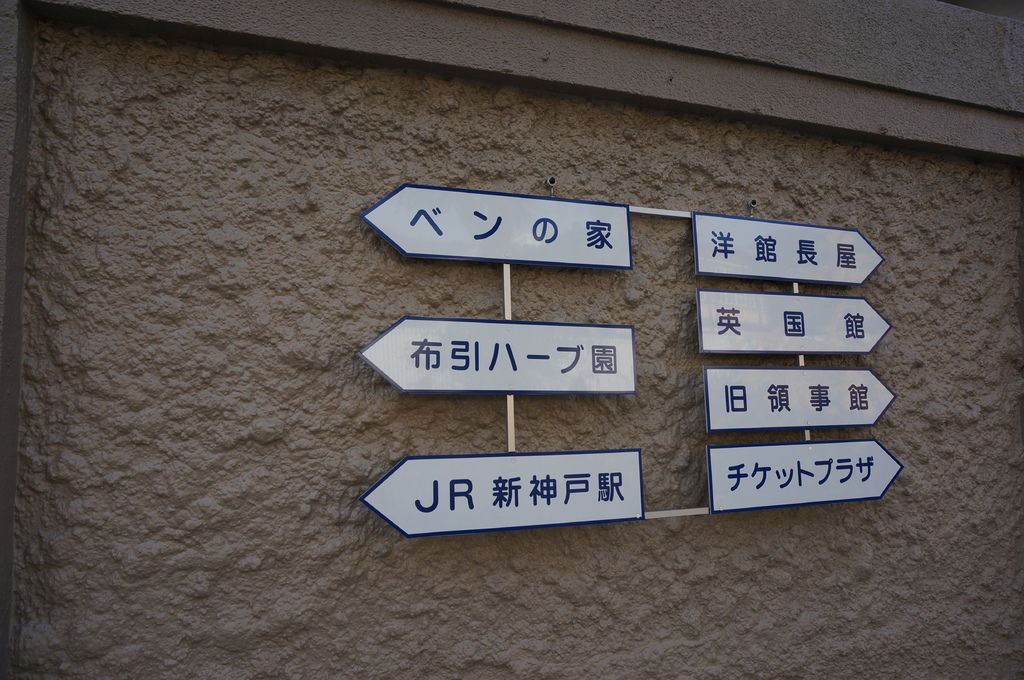 ベンの家
布引ハーブ園
JR 新神戸駅
洋館長屋
英国館
旧領事館
チケットプラザ